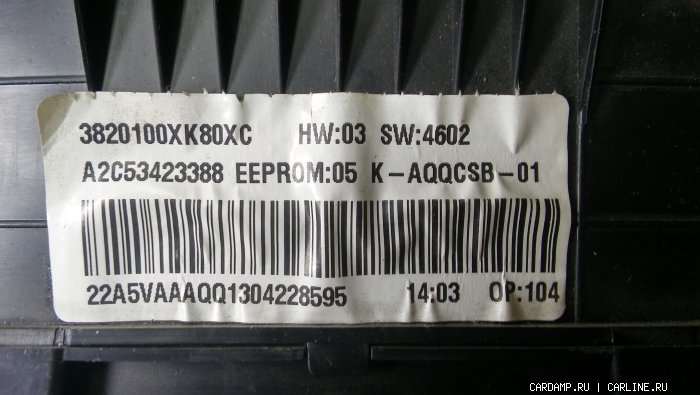 3820100XK80XC HW:03 SW:4602
A2C53423388 EEPROM:05 K-AQQCSB-01
22A5VAAAQQ1304228595 14:03 OP:104
CARDAMP.RU | CARLINE.RU